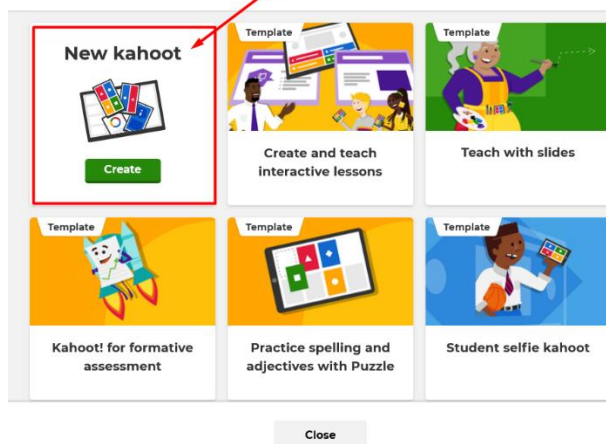 New kahoot
Create
Template
Create and teach
interactive lessons
Template
Teach with slides
Template
Kahoot! for formative
assessment
Template
Practice spelling and
adjectives with Puzzle
Template
Student selfie kahoot
Close